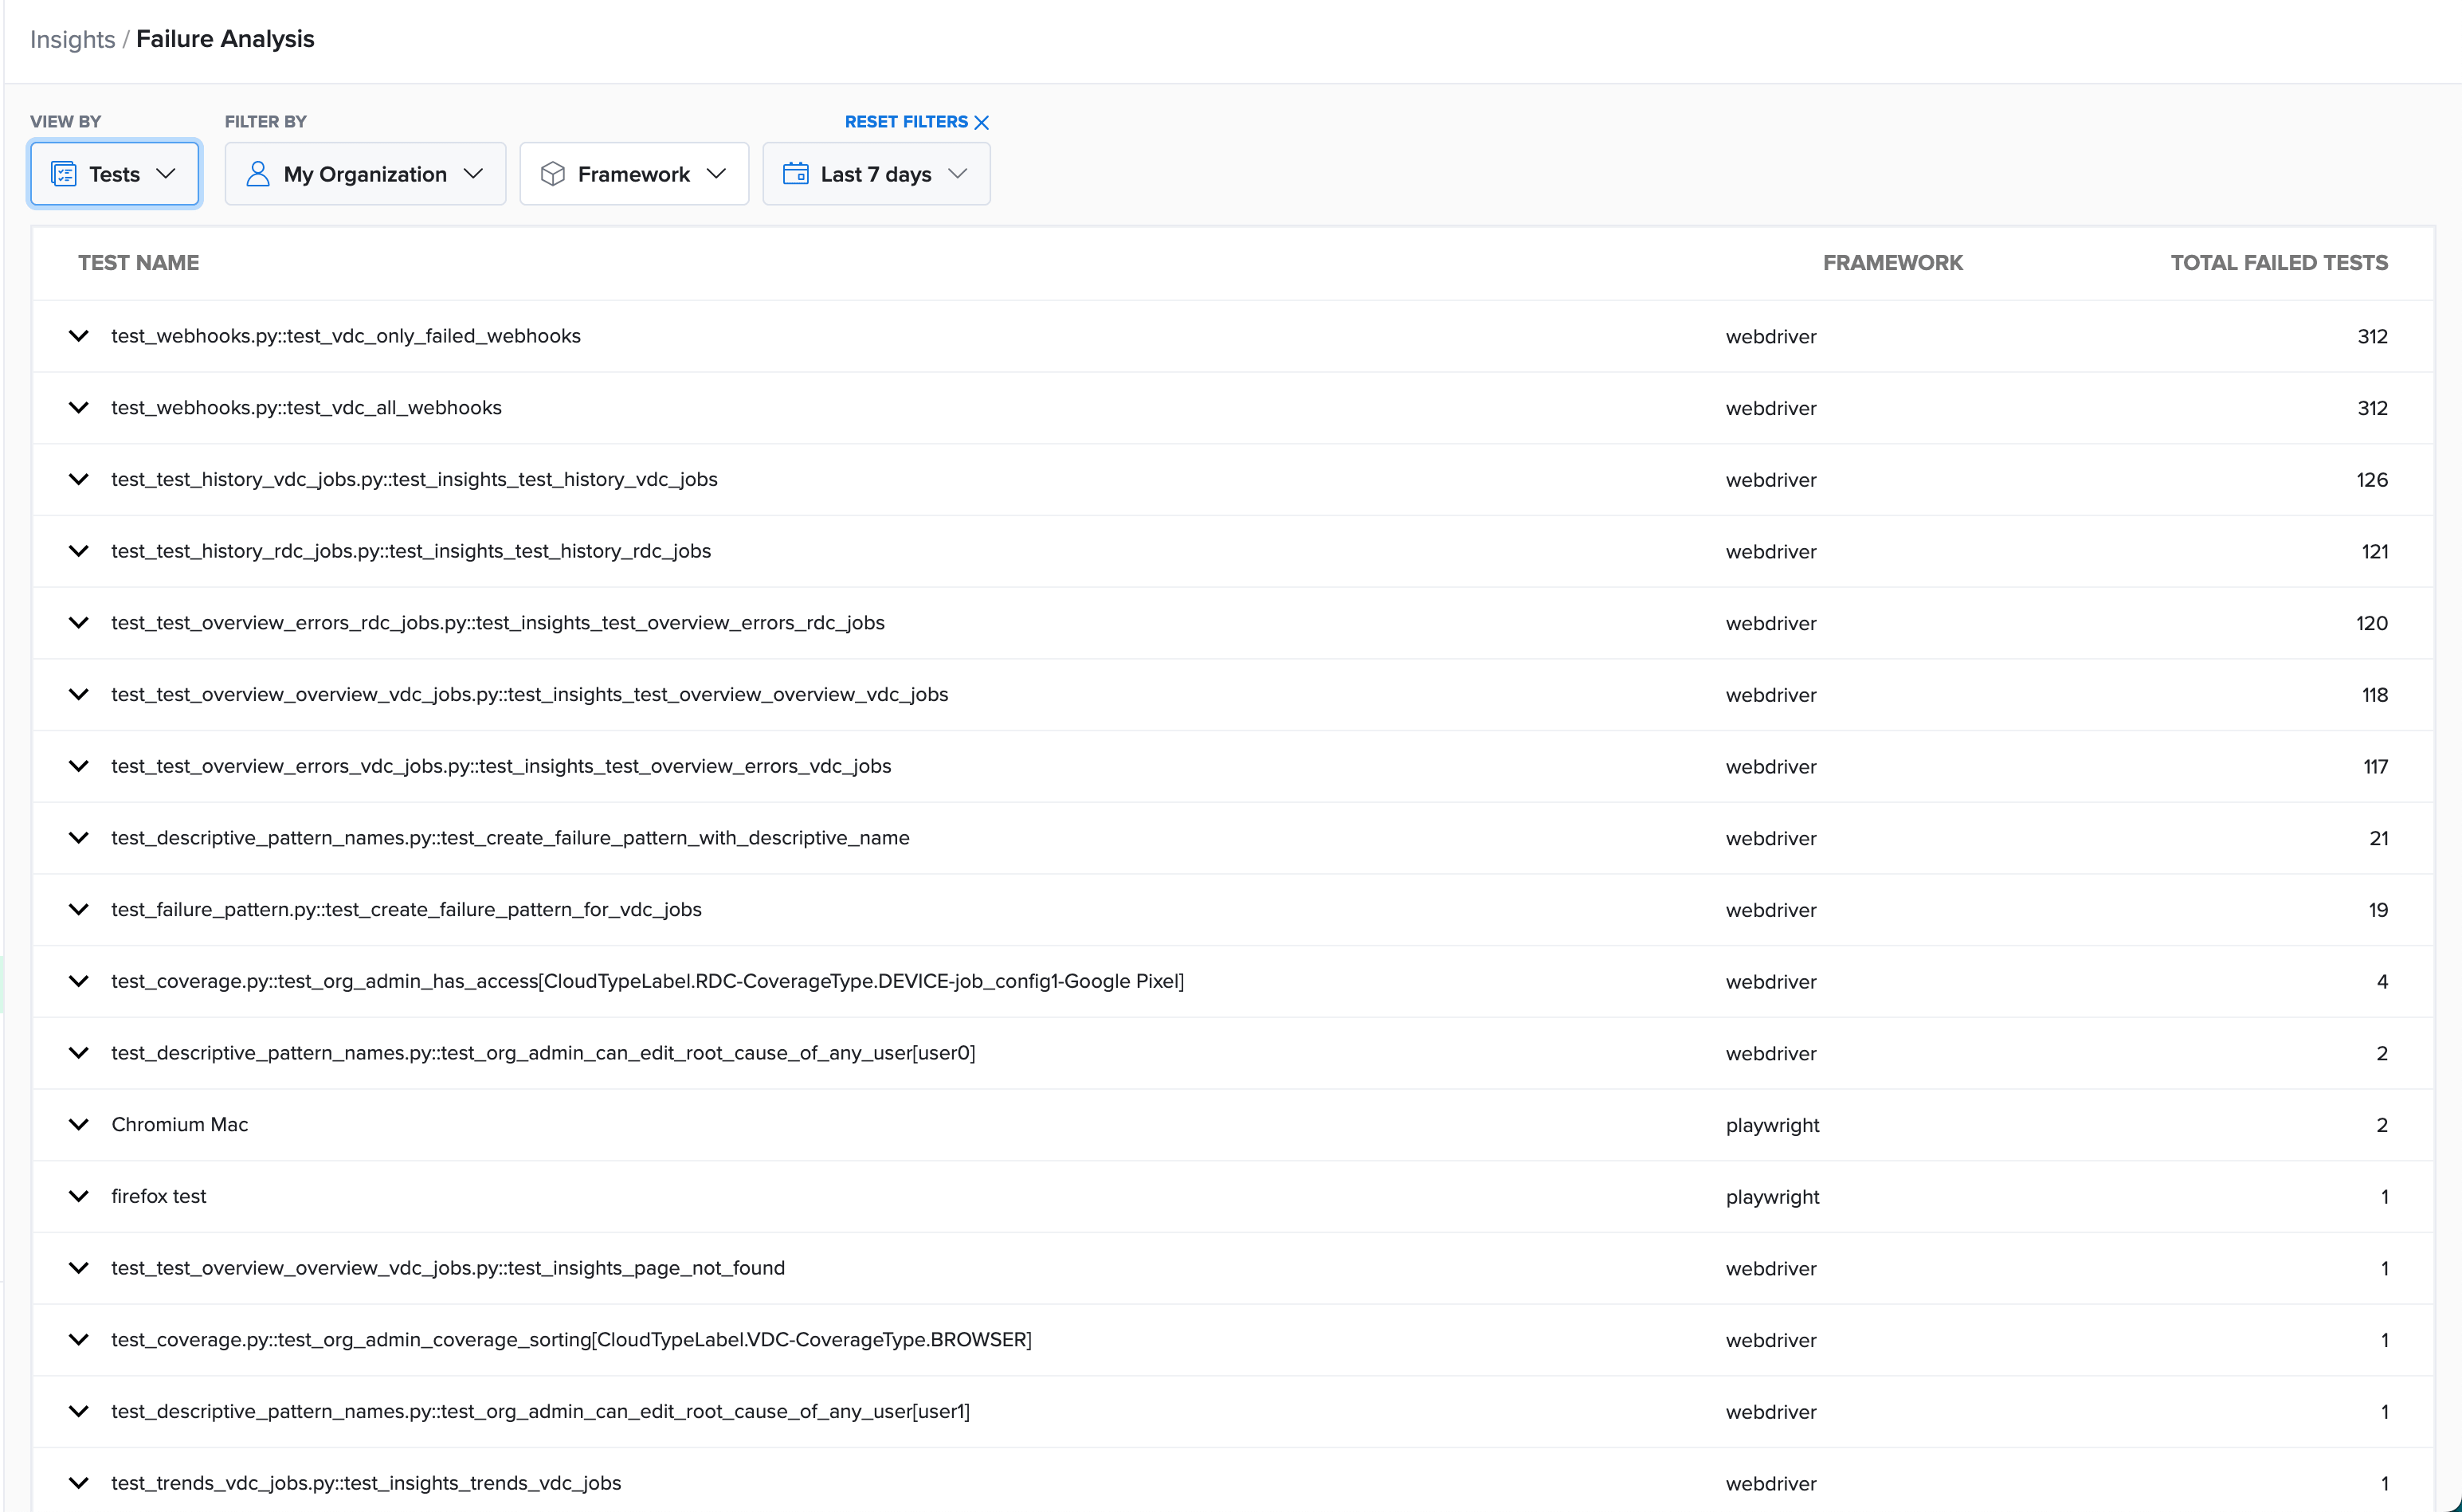 Insights / Failure Analysis
VIEW BY FILTER BY RESET FILTERS
Tests My Organization Framework Last 7 days
TEST NAME FRAMEWORK TOTAL FAILED TESTS
test_webhooks.py::test_vdc_only_failed_webhooks webdriver 312
test_webhooks.py::test_vdc_all_webhooks webdriver 312
test_test_history_vdc_jobs.py::test_insights_test_history_vdc_jobs webdriver 126
test_test_history_rdc_jobs.py::test_insights_test_history_rdc_jobs webdriver 121
test_test_overview_errors_rdc_jobs.py::test_insights_test_overview_errors_rdc_jobs webdriver 120
test_test_overview_overview_vdc_jobs.py::test_insights_test_overview_overview_vdc_jobs webdriver 118
test_test_overview_errors_vdc_jobs.py::test_insights_test_overview_errors_vdc_jobs webdriver 117
test_descriptive_pattern_names.py::test_create_failure_pattern_with_descriptive_name webdriver 21
test_failure_pattern.py::test_create_failure_pattern_for_vdc_jobs webdriver 19
test_coverage.py::test_org_admin_has_access[CloudTypeLabel.RDC-CoverageType.DEVICE-job_config1-Google Pixel] webdriver 4
test_descriptive_pattern_names.py::test_org_admin_can_edit_root_cause_of_any_user[user0] webdriver 2
Chromium Mac playwright 2
firefox test playwright 1
test_test_overview_overview_vdc_jobs.py::test_insights_page_not_found webdriver 1
test_coverage.py::test_org_admin_coverage_sorting[CloudTypeLabel.VDC-CoverageType.BROWSER] webdriver 1
test_descriptive_pattern_names.py::test_org_admin_can_edit_root_cause_of_any_user[user1] webdriver 1
test_trends_vdc_jobs.py::test_insights_trends_vdc_jobs webdriver 1